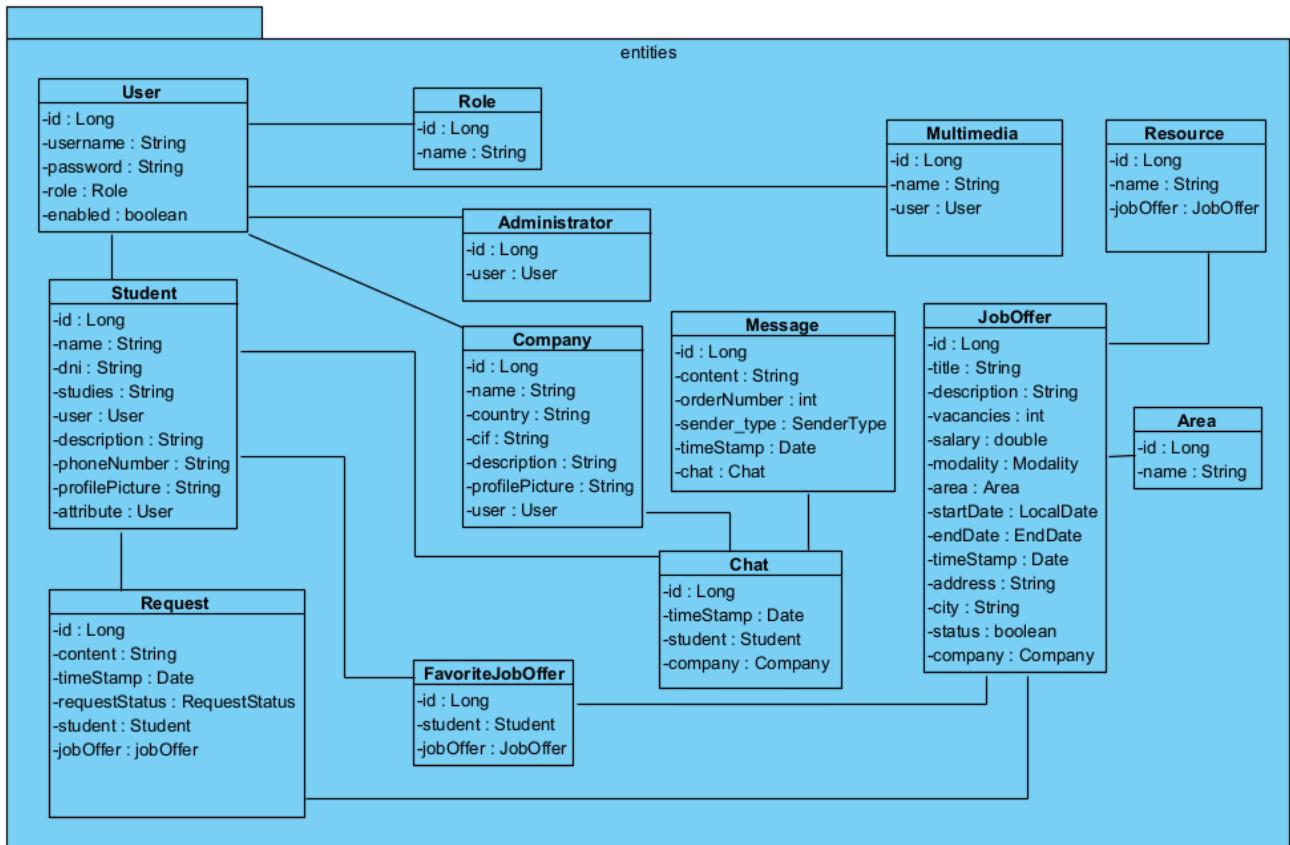 entities
User
-id : Long
-username : String
-password : String
-role : Role
-enabled : boolean
Role
-id : Long
-name : String
Multimedia
-id : Long
-name : String
-user : User
Resource
-id : Long
-name : String
-jobOffer : JobOffer
Administrator
-id : Long
-user : User
Student
-id : Long
-name : String
-dni : String
-studies : String
-user : User
-description : String
-phoneNumber : String
-profilePicture : String
-attribute : User
Company
-id : Long
-name : String
-country : String
-cif : String
-description : String
-profilePicture : String
-user : User
Message
-id : Long
-content : String
-orderNumber : int
-sender_type : SenderType
-timeStamp : Date
-chat : Chat
JobOffer
-id : Long
-title : String
-description : String
-vacancies : int
-salary : double
-modality : Modality
-area : Area
-startDate : LocalDate
-endDate : EndDate
-timeStamp : Date
-address : String
-city : String
-status : boolean
-company : Company
Area
-id : Long
-name : String
Chat
-id : Long
-timeStamp : Date
-student : Student
-company : Company
Request
-id : Long
-content : String
-timeStamp : Date
-requestStatus : RequestStatus
-student : Student
-jobOffer : jobOffer
FavoriteJobOffer
-id : Long
-student : Student
-jobOffer : JobOffer